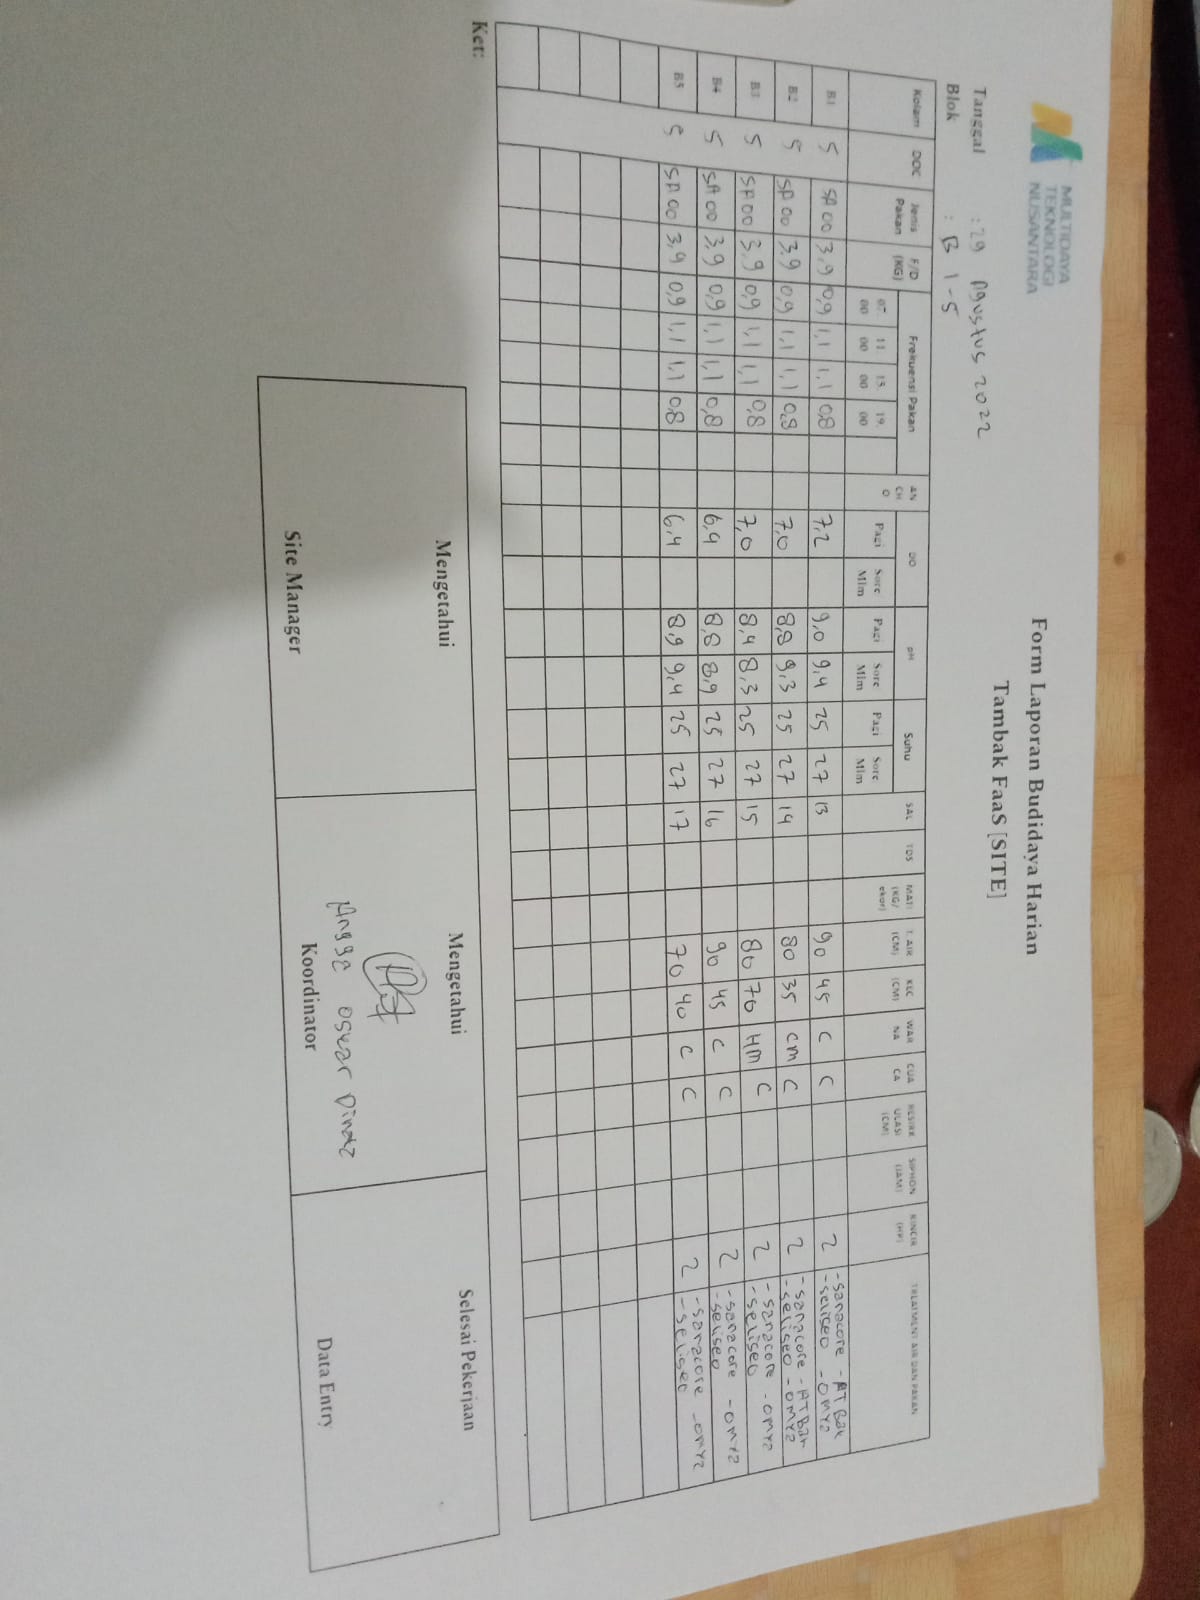 MULTIDAYA
TEKNOLOGI
NUSANTARA
Form Laporan Budidaya Harian
Tambak FaaS [SITE]
Tanggal : 29 Agustus 2022
Blok : B 1-5
Kolam DOC Jenis Pakan F/D (KG) Frekuensi Pakan AN CH O DO pH Suhu SAL TDS MATI (KG/ ekor) T. AIR (CM) KEC (CM) WAR NA CUA CA RESIRK ULASI (CM) SIPHON (JAM) KINCIR (HP) TREATMENT AIR DAN PAKAN
07. 00 11. 00 15. 00 19. 00 Pagi Sore Mlm Pagi Sore Mlm Pagi Sore Mlm
B1 5 SA 00 3,9 0,9 1,1 1,1 0,8 7,2 9,0 9,4 25 27 13 90 45 C C 2 -sanacore -AT Bak
-seliseo -omyz
B2 5 SA 00 3,9 0,9 1,1 1,1 0,8 7,0 8,8 9,3 25 27 14 80 35 CM C 2 -sanacore -AT Bak
-seliseo -omyz
B3 5 SA 00 3,9 0,9 1,1 1,1 0,8 7,0 8,4 8,3 25 27 15 80 70 HM C 2 -sanacore -omyz
-seliseo
B4 5 SA 00 3,9 0,9 1,1 1,1 0,8 6,9 8,8 8,9 25 27 16 90 45 C C 2 -sanacore -omyz
-seliseo
B5 5 SA 00 3,9 0,9 1,1 1,1 0,8 6,4 8,9 9,4 25 27 17 70 40 C C 2 -sanacore -omyz
-seliseo
Ket:
Mengetahui Mengetahui Selesai Pekerjaan
Angga Oskar
Site Manager Koordinator Data Entry